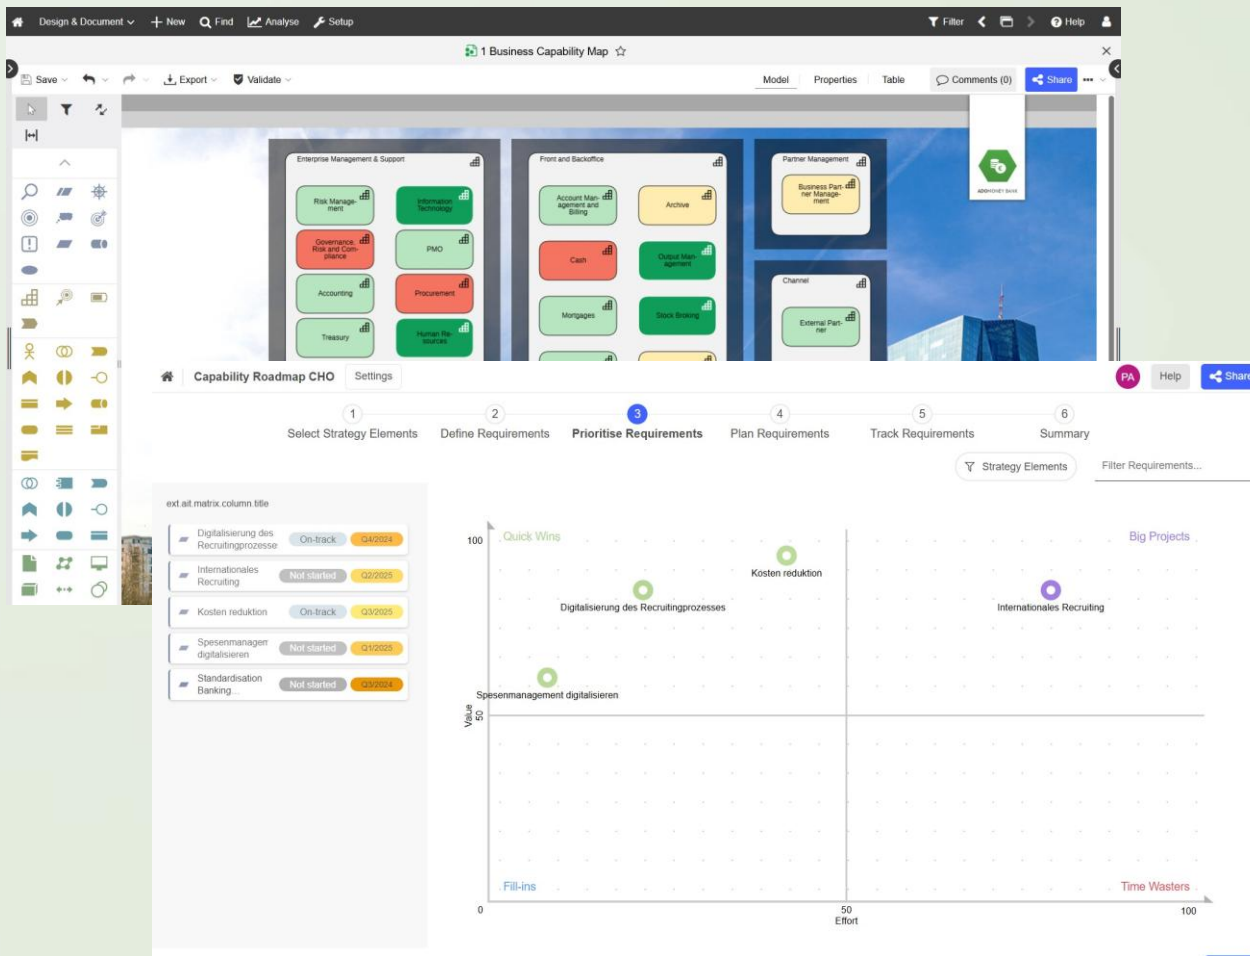 Design & Document
New
Find
Analyse
Setup
Filter
Help
1 Business Capability Map
Save
Export
Validate
Model
Properties
Table
Comments (0)
Share
Enterprise Management & Support
Risk Manage-
ment
Information
Technology
Governance,
Risk and Com-
pliance
PMO
Accounting
Procurement
Treasury
Human Re-
sources
Front and Backoffice
Account Man-
agement and
Billing
Archive
Cash
Output Man-
agement
Mortgages
Stock Broking
Partner Management
Business Part-
ner Manage-
ment
Channel
External Part-
ner
ADOMONEY BANK
Capability Roadmap CHO
Settings
PA
Help
Share
1
Select Strategy Elements
2
Define Requirements
3
Prioritise Requirements
4
Plan Requirements
5
Track Requirements
6
Summary
Strategy Elements
Filter Requirements...
ext.ait.matrix.column.title
Digitalisierung des
Recruitingprozesse
On-track
Q4/2024
Internationales
Recruiting
Not started
Q2/2025
Kosten reduktion
On-track
Q3/2025
Spesenmanagem
digitalisieren
Not started
Q1/2025
Standardisation
Banking...
Not started
Q3/2024
100
Quick Wins
Big Projects
Kosten reduktion
Digitalisierung des Recruitingprozesses
Internationales Recruiting
Spesenmanagement digitalisieren
Value
50
Fill-ins
Time Wasters
0
50
100
Effort